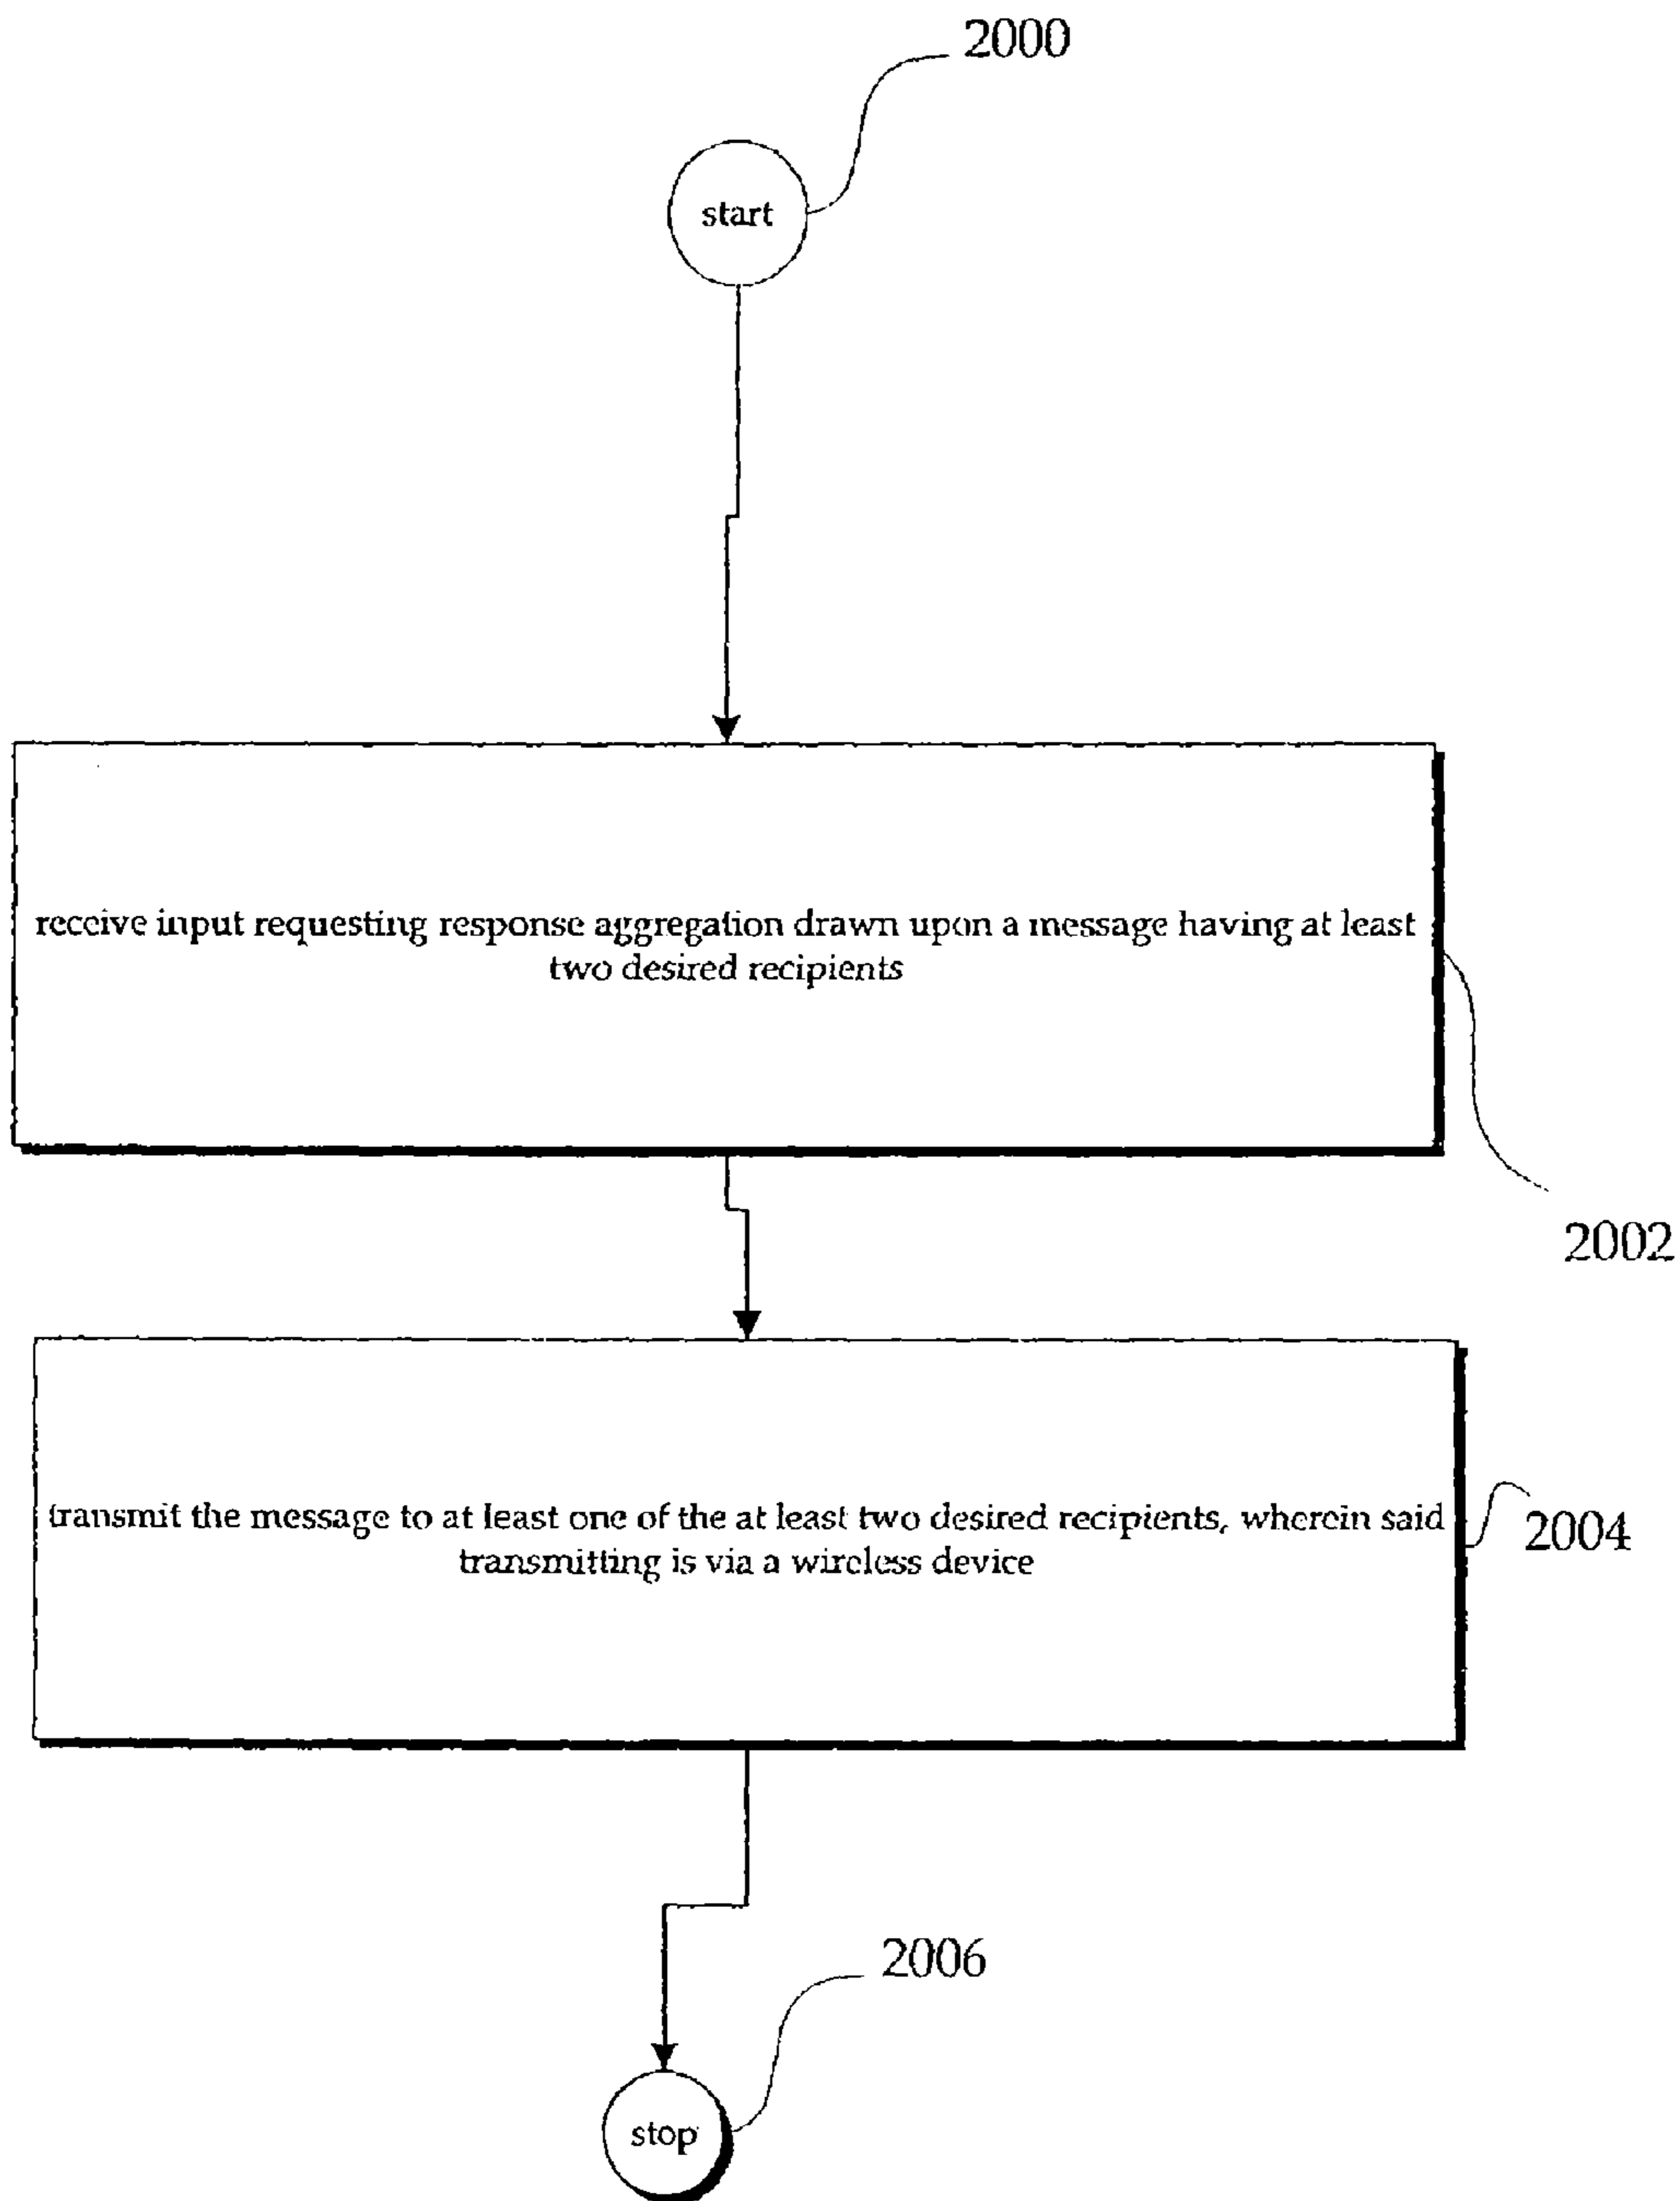 2000
start
receive input requesting response aggregation drawn upon a message having at least
two desired recipients
2002
transmit the message to at least one of the at least two desired recipients, wherein said
transmitting is via a wireless device
2004
2006
stop